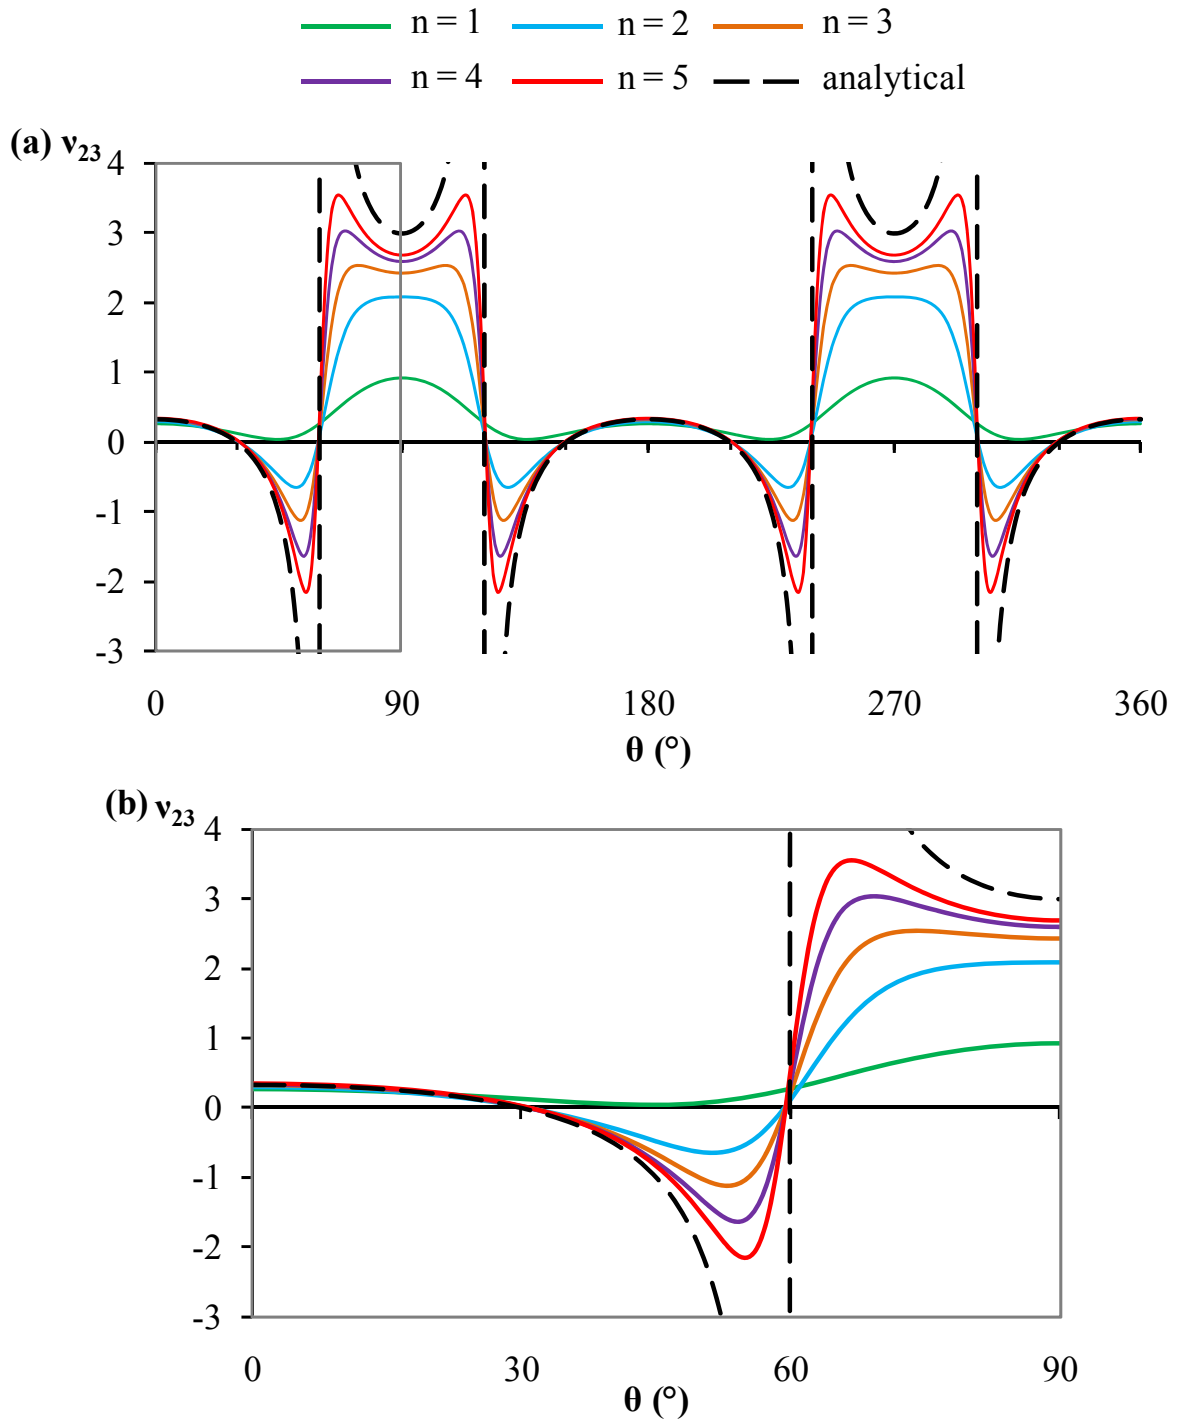 n = 1 n = 2 n = 3
n = 4 n = 5 analytical
(a) ν23
4
3
2
1
0
-1
-2
-3
0 90 180 270 360
θ (°)
(b) ν23
4
3
2
1
0
-1
-2
-3
0 30 60 90
θ (°)